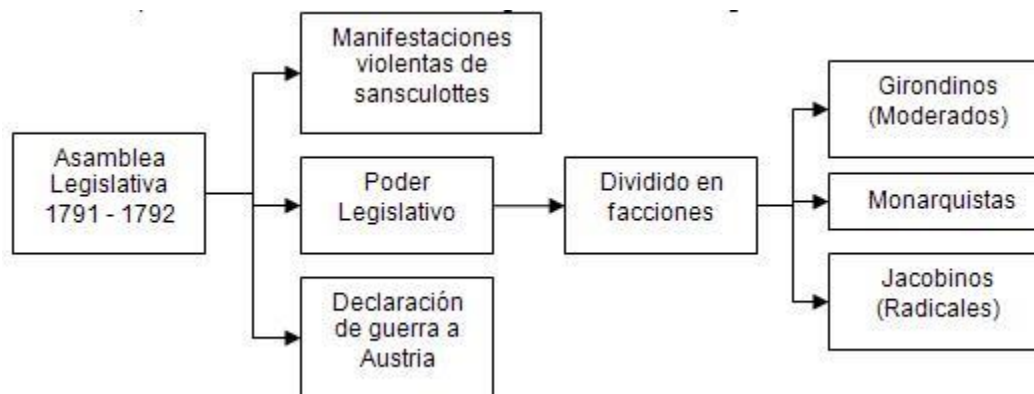 Manifestaciones
violentas de
sansculottes
Asamblea
Legislativa
1791 - 1792
Poder
Legislativo
Declaración
de guerra a
Austria
Dividido en
facciones
Girondinos
(Moderados)
Monarquistas
Jacobinos
(Radicales)